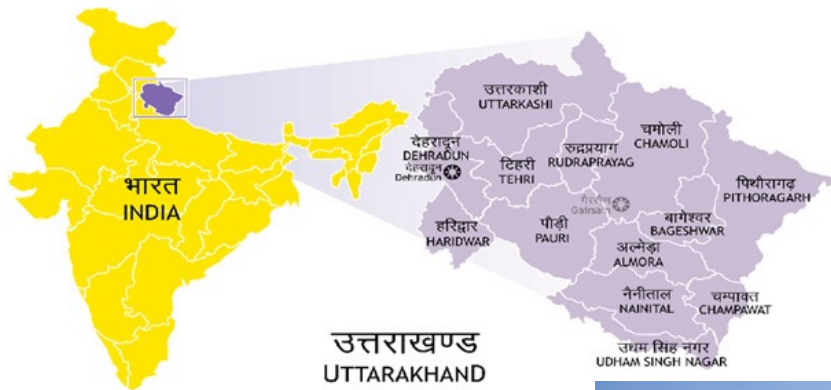 भारत
INDIA
उत्तराखण्ड
UTTARAKHAND
उत्तरकाशी
UTTARKASHI
चमोली
CHAMOLI
देहरादून
DEHRADUN
देहरादून
Dehradun
टिहरी
TEHRI
रुद्रप्रयाग
RUDRAPRAYAG
पिथौरागढ़
PITHORAGARH
हरिद्वार
HARIDWAR
पौड़ी
PAURI
गैरसैंण
Gairsain
बागेश्वर
BAGESHWAR
अल्मोड़ा
ALMORA
नैनीताल
NAINITAL
चम्पावत
CHAMPAWAT
उधम सिंह नगर
UDHAM SINGH NAGAR